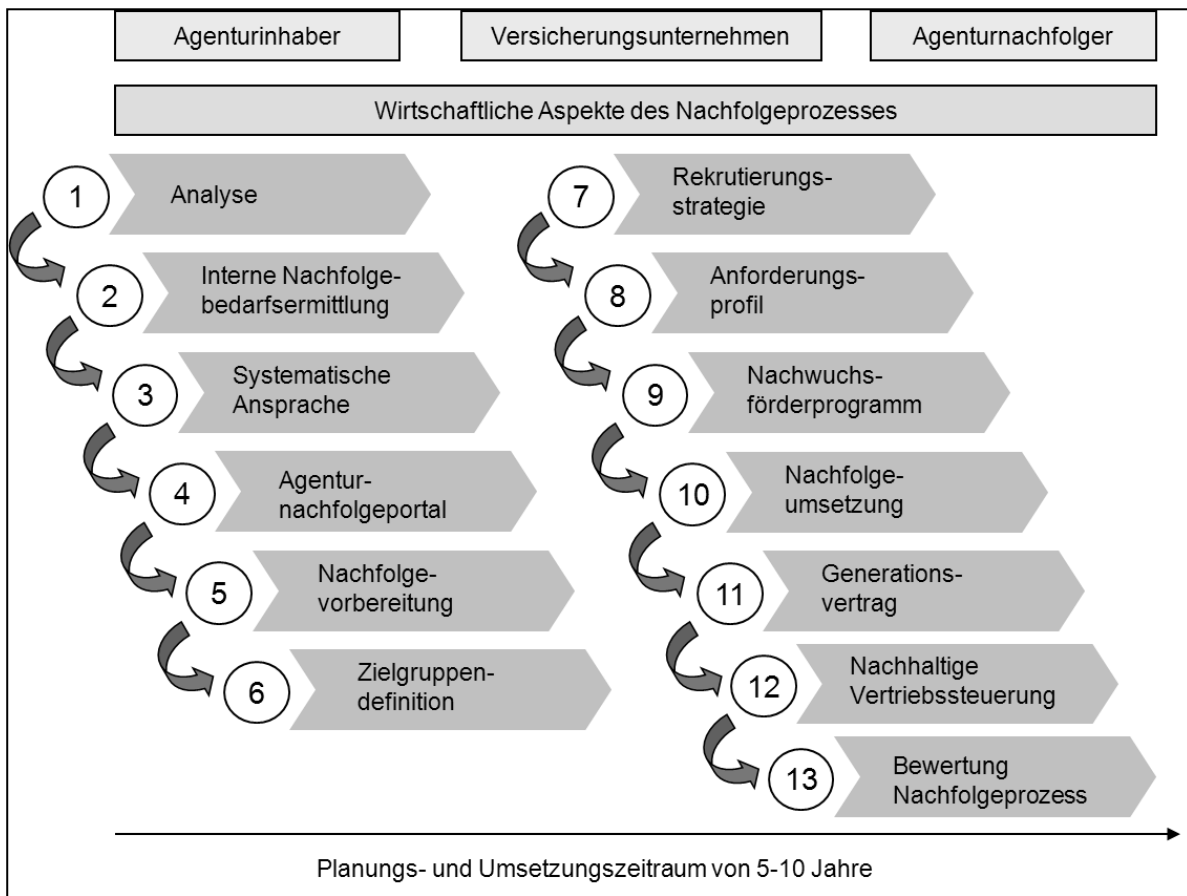 Agenturinhaber
Versicherungsunternehmen
Agenturnachfolger
Wirtschaftliche Aspekte des Nachfolgeprozesses
1
Analyse
2
Interne Nachfolge-
bedarfsermittlung
3
Systematische
Ansprache
4
Agentur-
nachfolgeportal
5
Nachfolge-
vorbereitung
6
Zielgruppen-
definition
7
Rekrutierungs-
strategie
8
Anforderungs-
profil
9
Nachwuchs-
förderprogramm
10
Nachfolge-
umsetzung
11
Generations-
vertrag
12
Nachhaltige
Vertriebssteuerung
13
Bewertung
Nachfolgeprozess
Planungs- und Umsetzungszeitraum von 5-10 Jahre